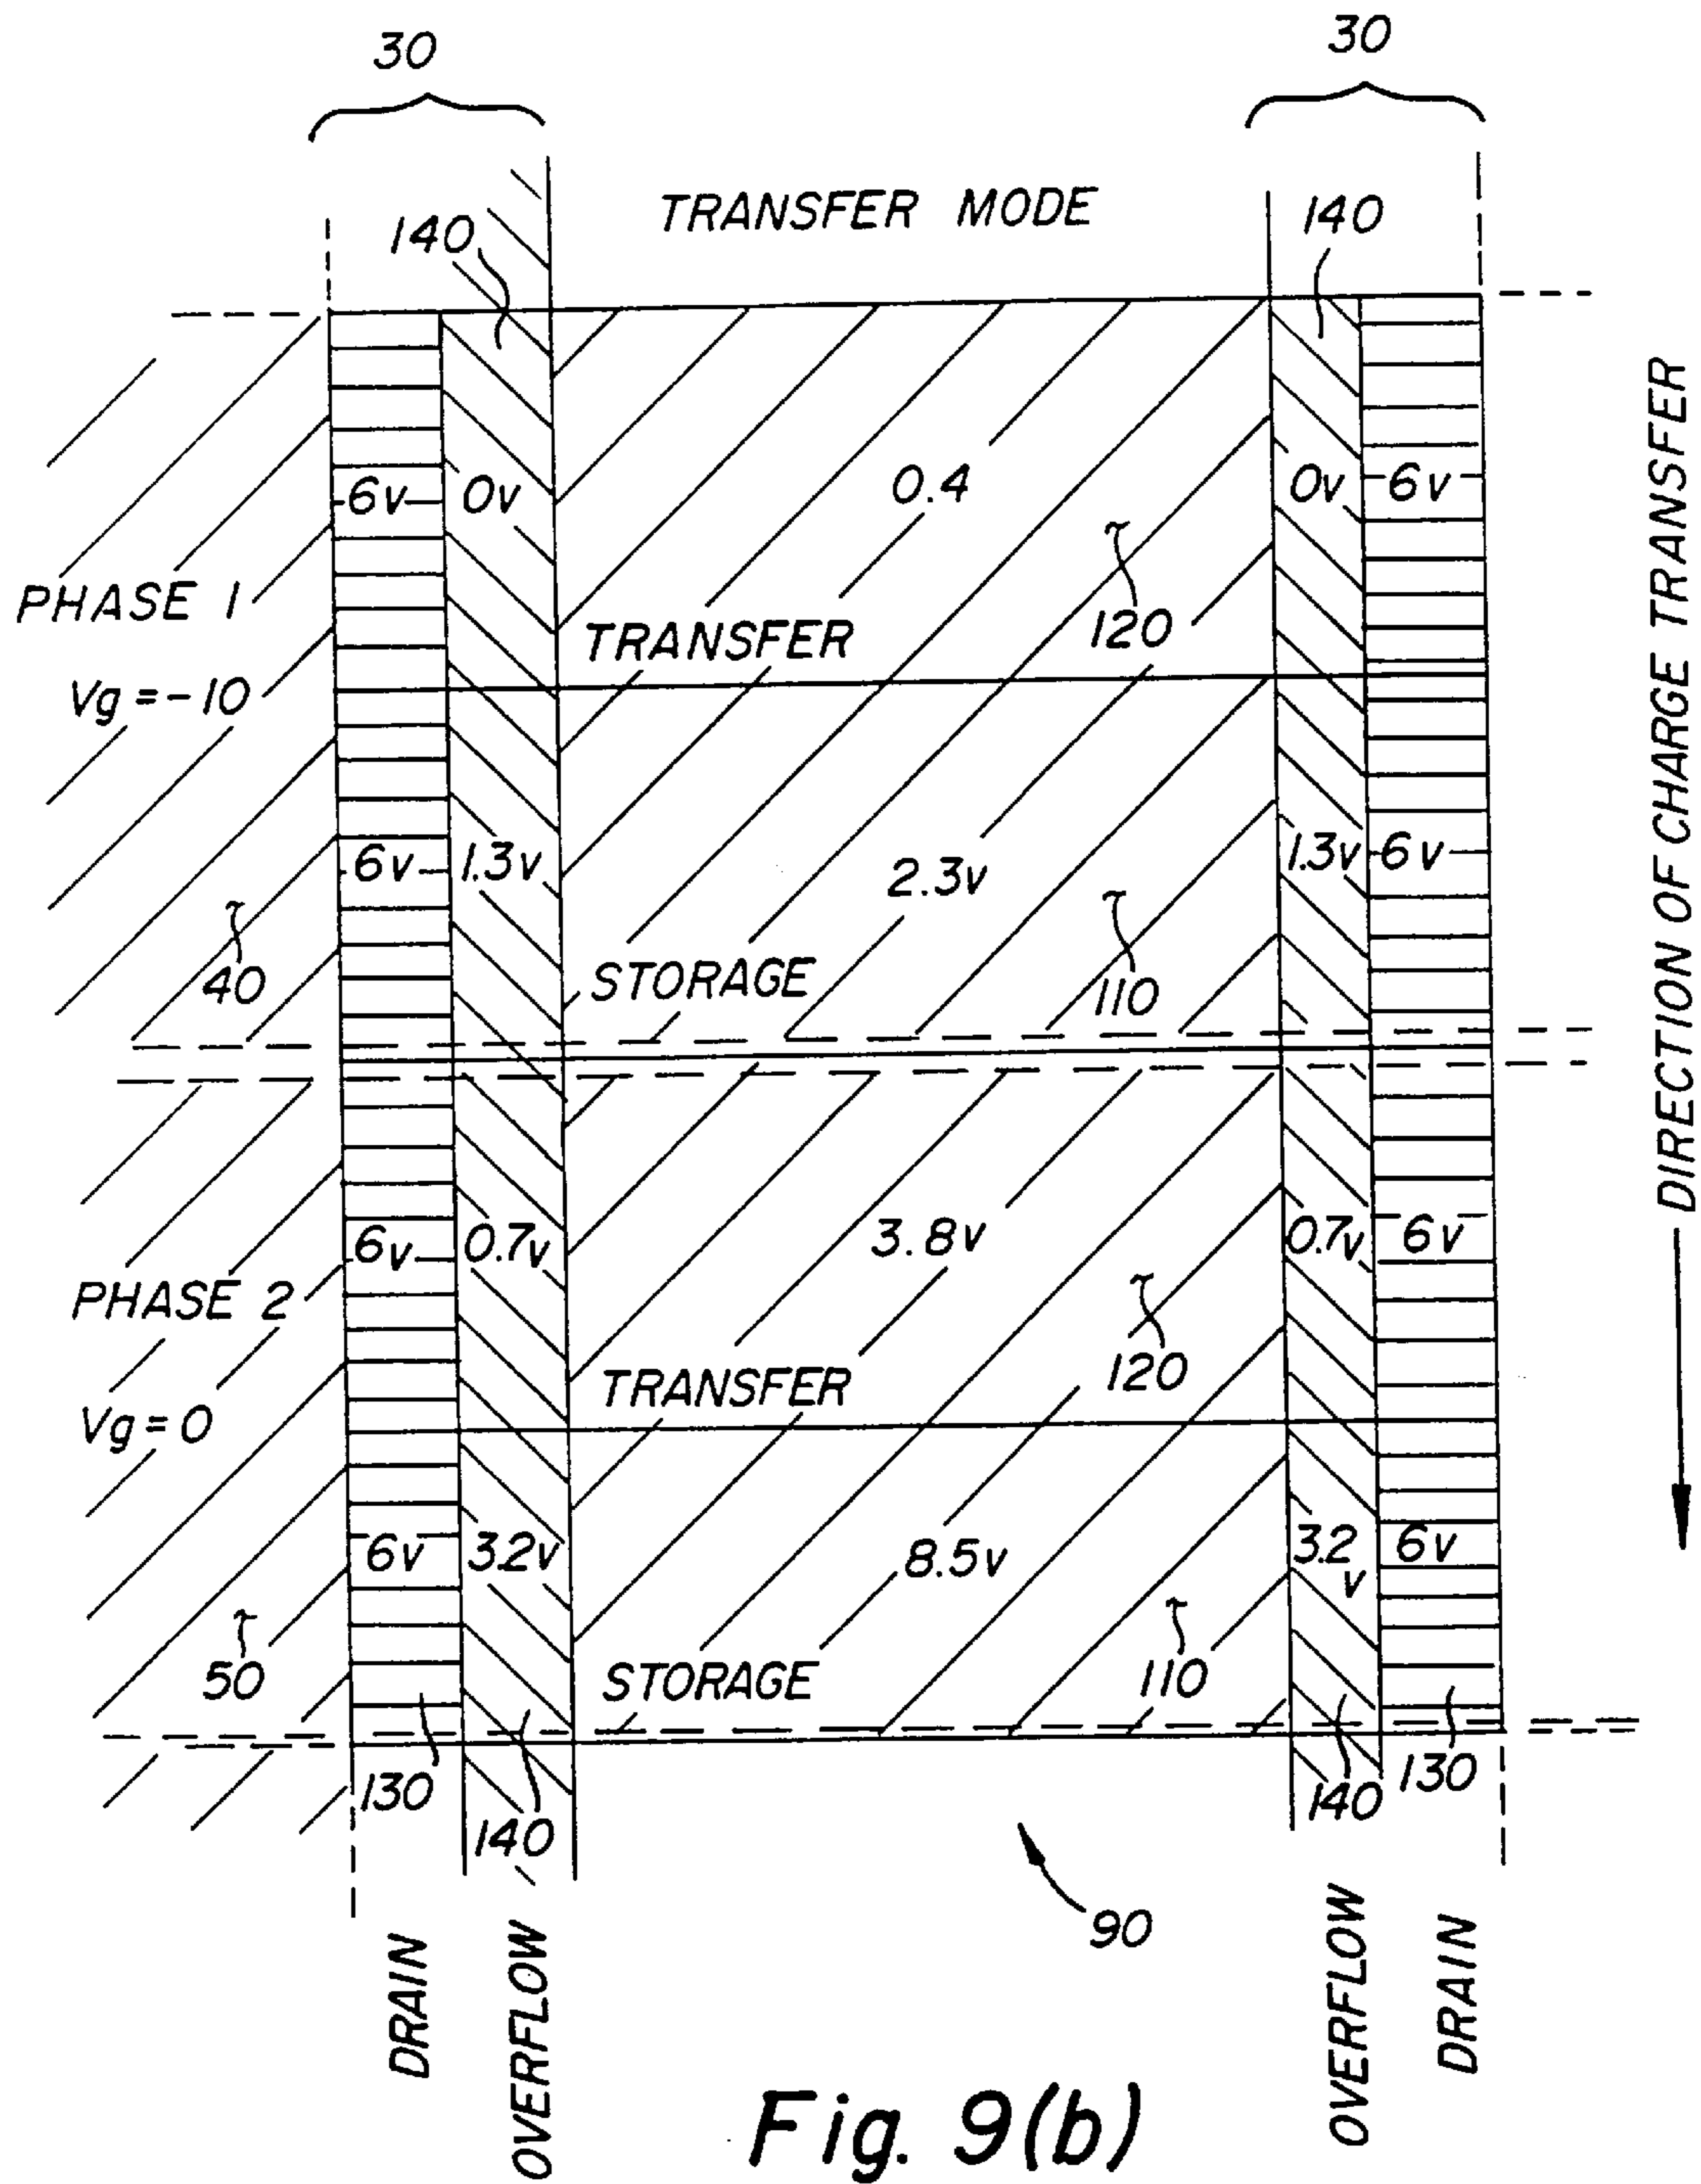 30 30
TRANSFER MODE
140 140
6v 0v 0.4 0v 6v
PHASE 1
TRANSFER 120
Vg = -10
6v 1.3v 2.3v 1.3v 6v
40 STORAGE 110
6v 0.7v 3.8v 0.7v 6v
PHASE 2
TRANSFER 120
Vg = 0
6v 3.2v 8.5v 3.2 6v
v
50 STORAGE 110
130 140 140 130
90
DRAIN
OVERFLOW
OVERFLOW
DRAIN
DIRECTION OF CHARGE TRANSFER
Fig. 9(b)